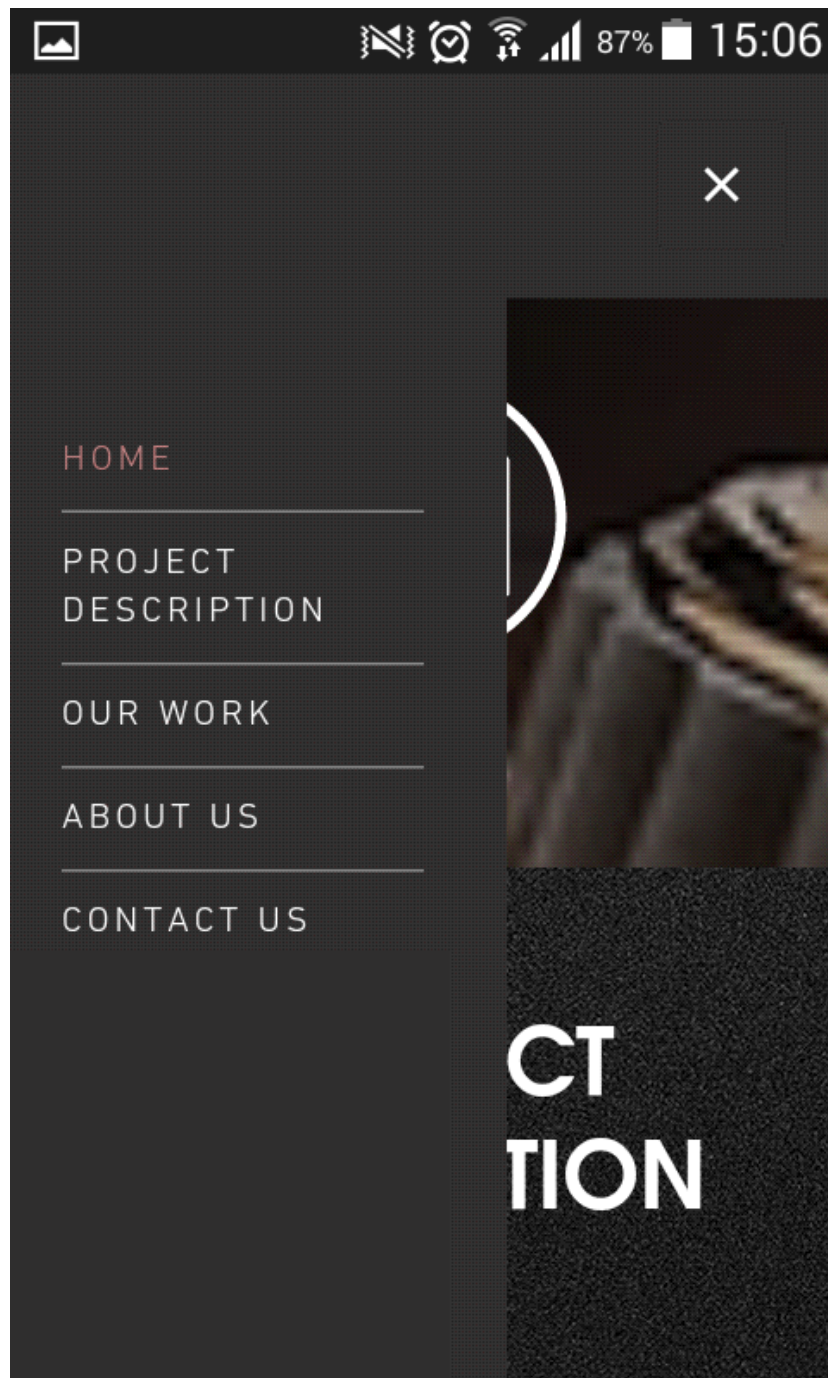 87% 15:06
HOME
PROJECT
DESCRIPTION
OUR WORK
ABOUT US
CONTACT US
CT
TION